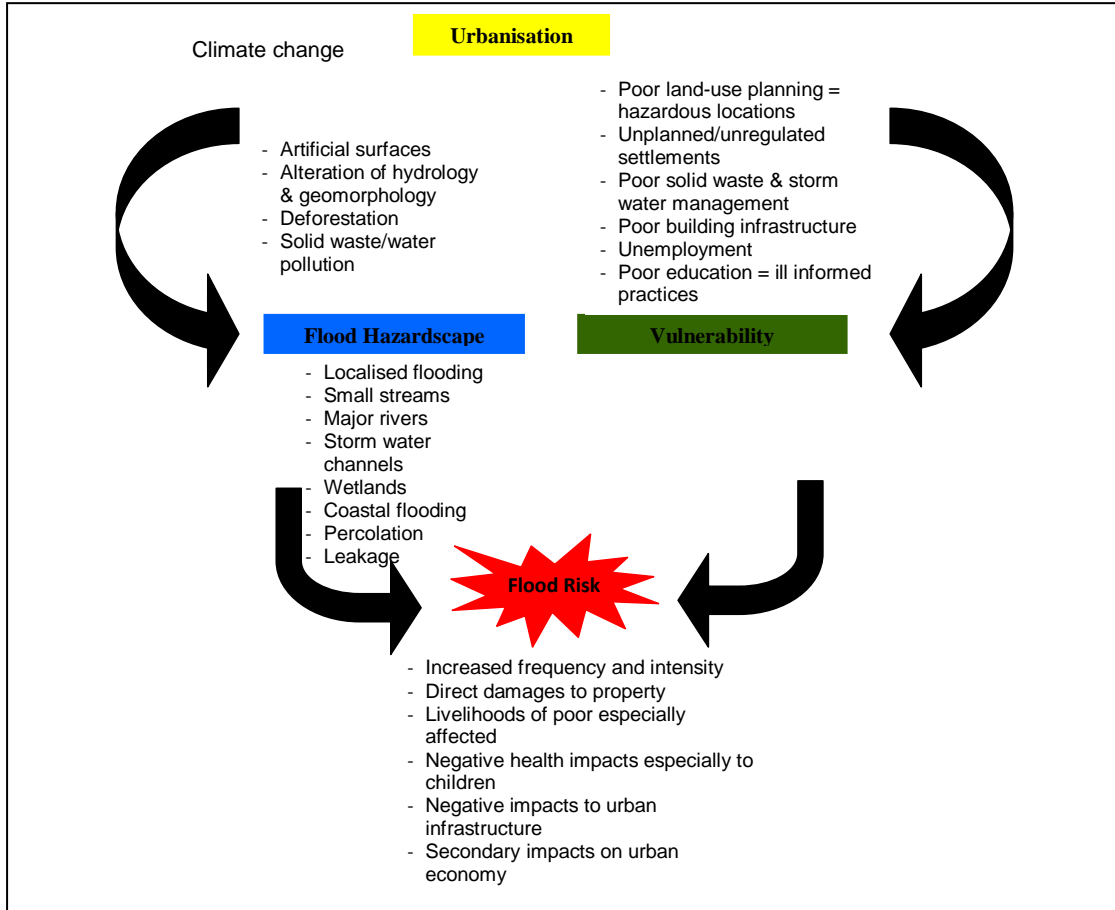 Urbanisation
Climate change
- Artificial surfaces
- Alteration of hydrology
& geomorphology
- Deforestation
- Solid waste/water
pollution
- Poor land-use planning =
hazardous locations
- Unplanned/unregulated
settlements
- Poor solid waste & storm
water management
- Poor building infrastructure
- Unemployment
- Poor education = ill informed
practices
Flood Hazardscape
Vulnerability
- Localised flooding
- Small streams
- Major rivers
- Storm water
channels
- Wetlands
- Coastal flooding
- Percolation
- Leakage
Flood Risk
- Increased frequency and intensity
- Direct damages to property
- Livelihoods of poor especially
affected
- Negative health impacts especially to
children
- Negative impacts to urban
infrastructure
- Secondary impacts on urban
economy